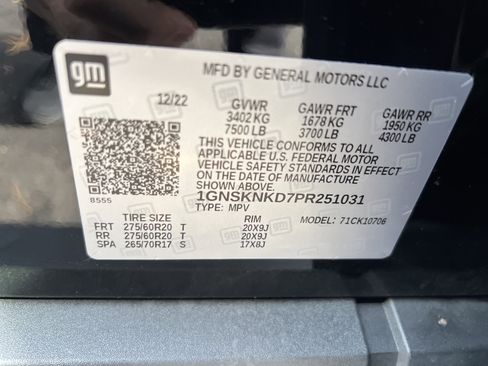 gm
MFD BY GENERAL MOTORS LLC
12/22 GVWR GAWR FRT GAWR RR
3402 KG 1678 KG 1950 KG
7500 LB 3700 LB 4300 LB
THIS VEHICLE CONFORMS TO ALL
APPLICABLE U.S. FEDERAL MOTOR
VEHICLE SAFETY STANDARDS IN EFFECT
ON THE DATE OF MANUFACTURE
SHOWN ABOVE.
8555 1GNSKNKD7PR251031
TYPE: MPV MODEL: 71CK10706
TIRE SIZE RIM
FRT 275/60R20 T 20X9J
RR 275/60R20 T 20X9J
SPA 265/70R17 S 17X8J